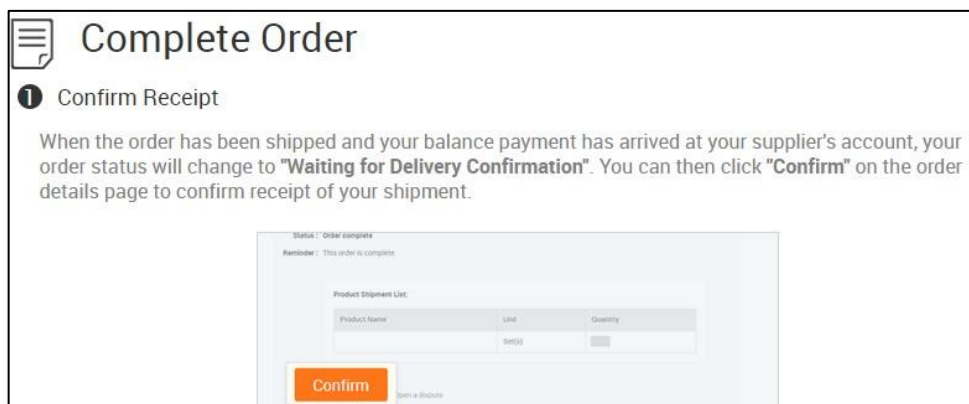 Complete Order
❶ Confirm Receipt
When the order has been shipped and your balance payment has arrived at your supplier's account, your
order status will change to "Waiting for Delivery Confirmation". You can then click "Confirm" on the order
details page to confirm receipt of your shipment.
Status : Order complete
Reminder : This order is complete
Product Shipment List:
Product Name Unit Quantity
Set(s)
Confirm Open a dispute